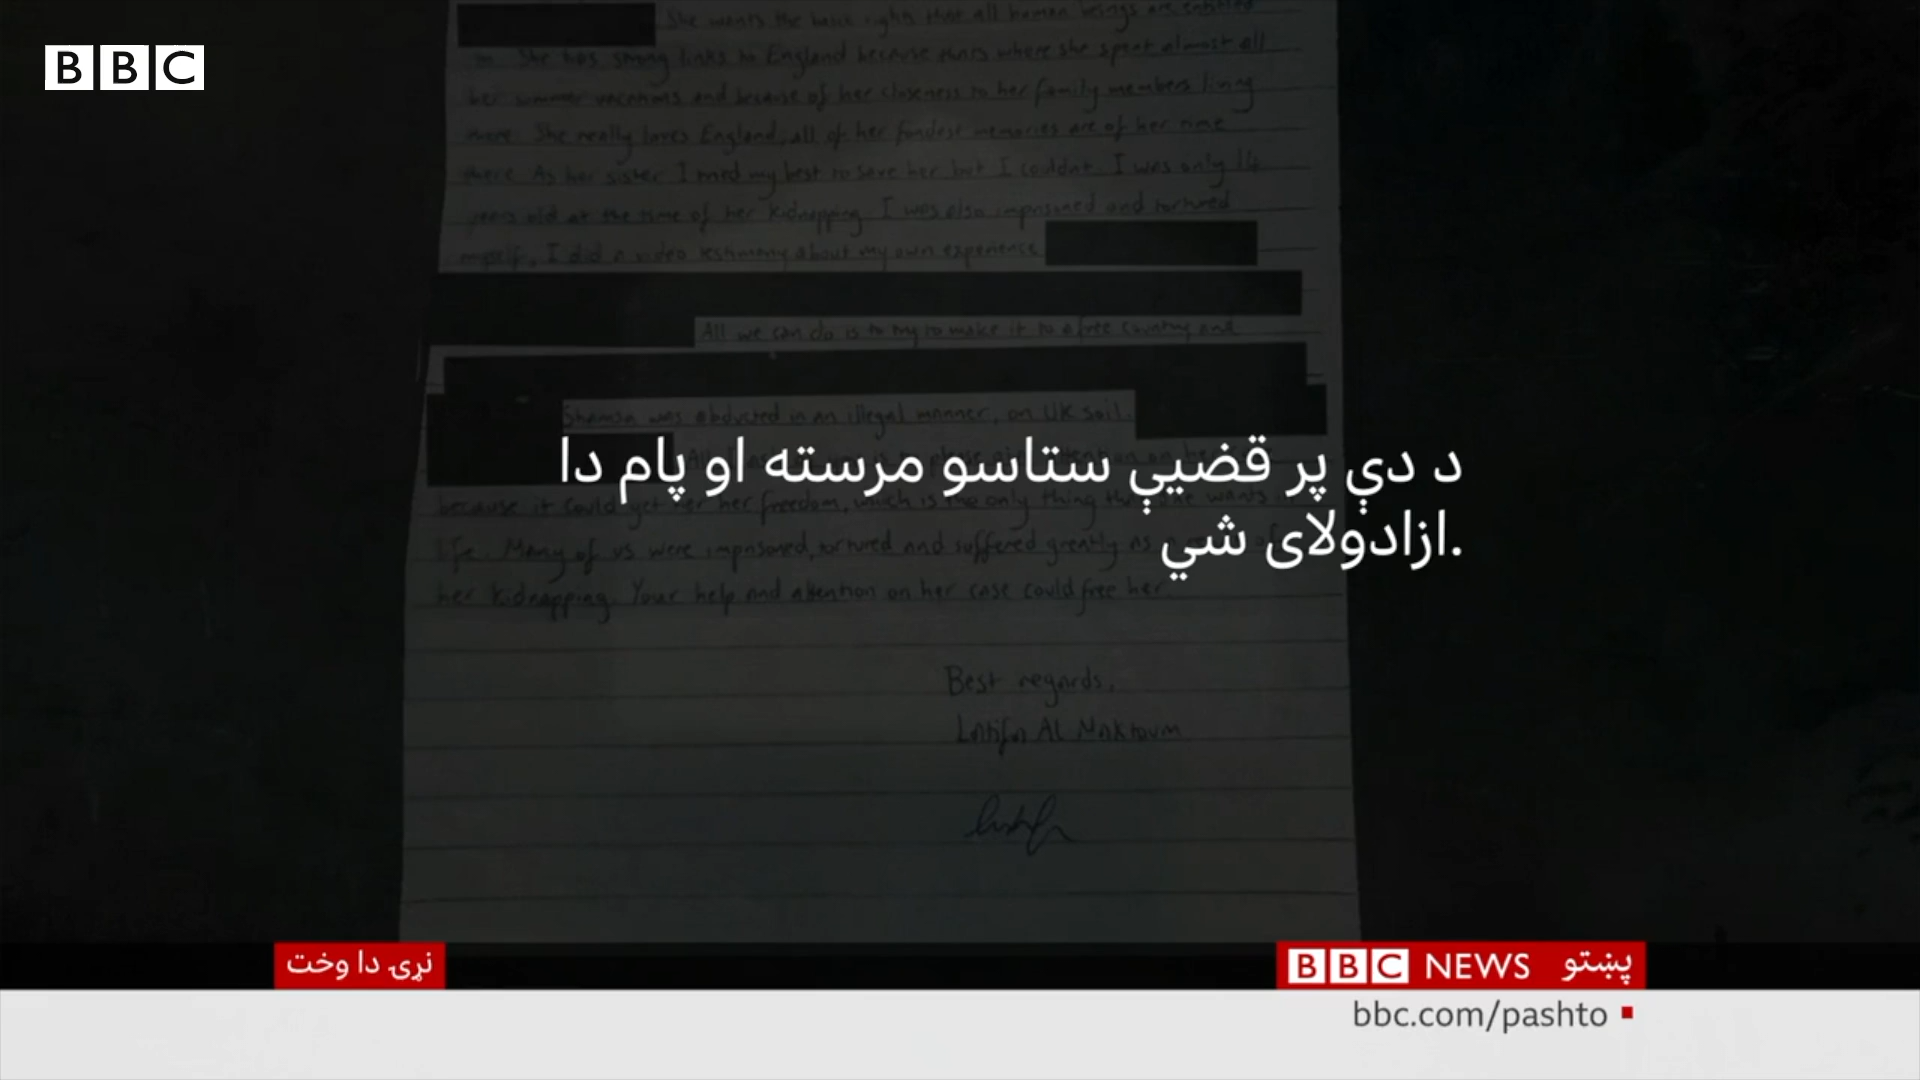 BBC
She wants the basic rights that all human beings are entitled
to. She has strong links to England because thats where she spent almost all
her summer vacations and because of her closeness to her family members living
there. She really loves England, all of her fondest memories are of her time
there. As her sister I tried my best to save her but I couldnt. I was only 14
years old at the time of her kidnapping. I was also imprisoned and tortured
myself, I did a video testimony about my own experience
All we can do is to try to make it to a free country and
Shamsa was abducted in an illegal manner, on UK soil.
د دې پر قضیې ستاسو مرسته او پام دا
ازادولای شي.
because it could get her her freedom, which is the only thing
life. Many of us were imprisoned, tortured and suffered greatly as a
her kidnapping. Your help and attention on her case could free her.
Best regards,
Latifa Al Maktoum
نړۍ دا وخت
BBC NEWS پښتو
bbc.com/pashto